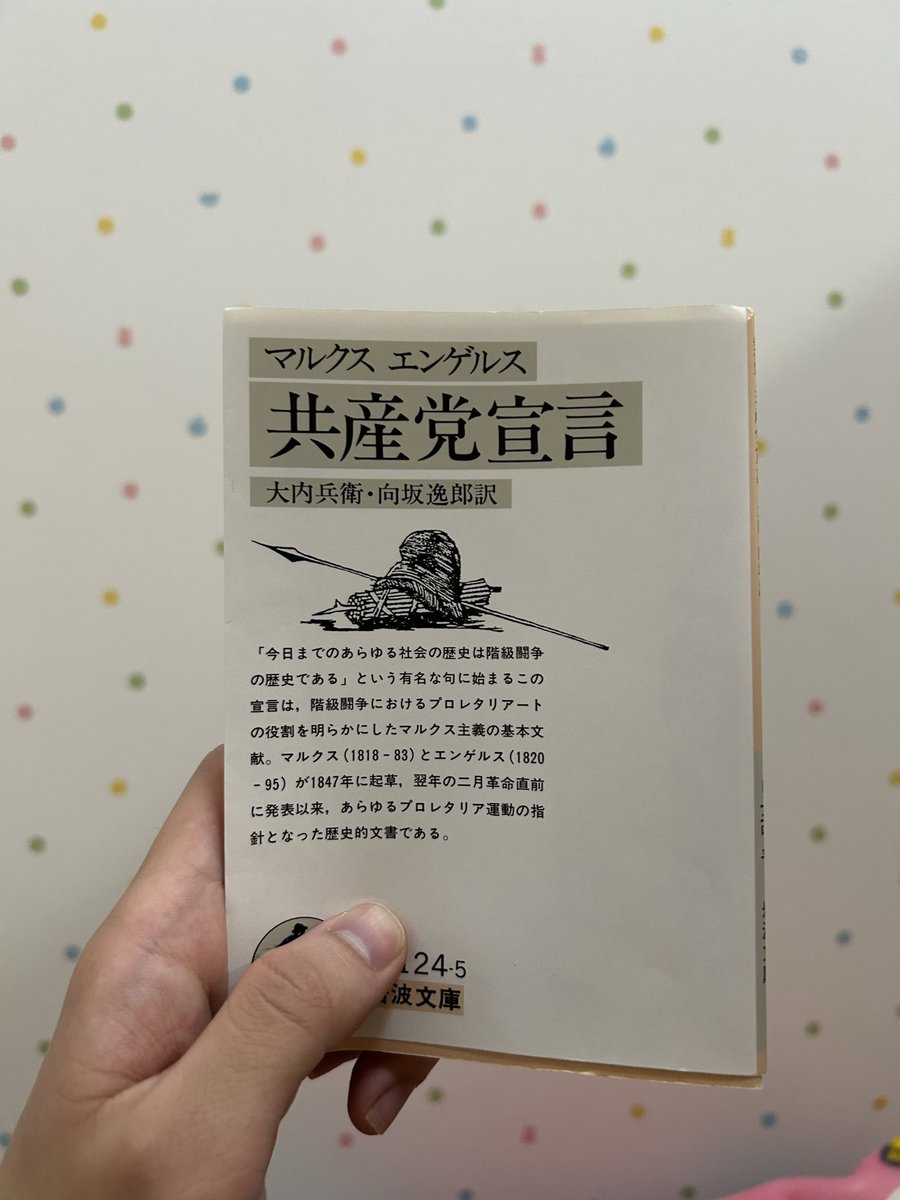 マルクス エンゲルス
共産党宣言
大内兵衛・向坂逸郎訳
「今日までのあらゆる社会の歴史は階級闘争
の歴史である」という有名な句に始まるこの
宣言は，階級闘争におけるプロレタリアート
の役割を明らかにしたマルクス主義の基本文
献。マルクス(1818-83)とエンゲルス(1820
-95)が1847年に起草，翌年の二月革命直前
に発表以来，あらゆるプロレタリア運動の指
針となった歴史的文書である。
124-5
波文庫